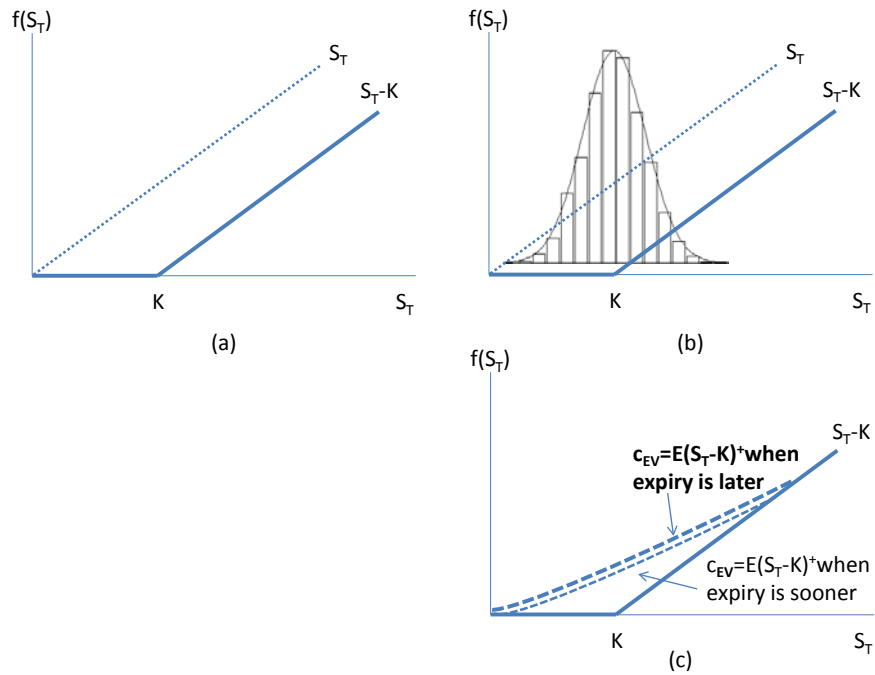 f(S_T)
S_T
S_T-K
K
S_T
(a)
f(S_T)
S_T
S_T-K
K
S_T
(b)
f(S_T)
S_T-K
c_EV=E(S_T-K)⁺when
expiry is later
c_EV=E(S_T-K)⁺when
expiry is sooner
K
S_T
(c)